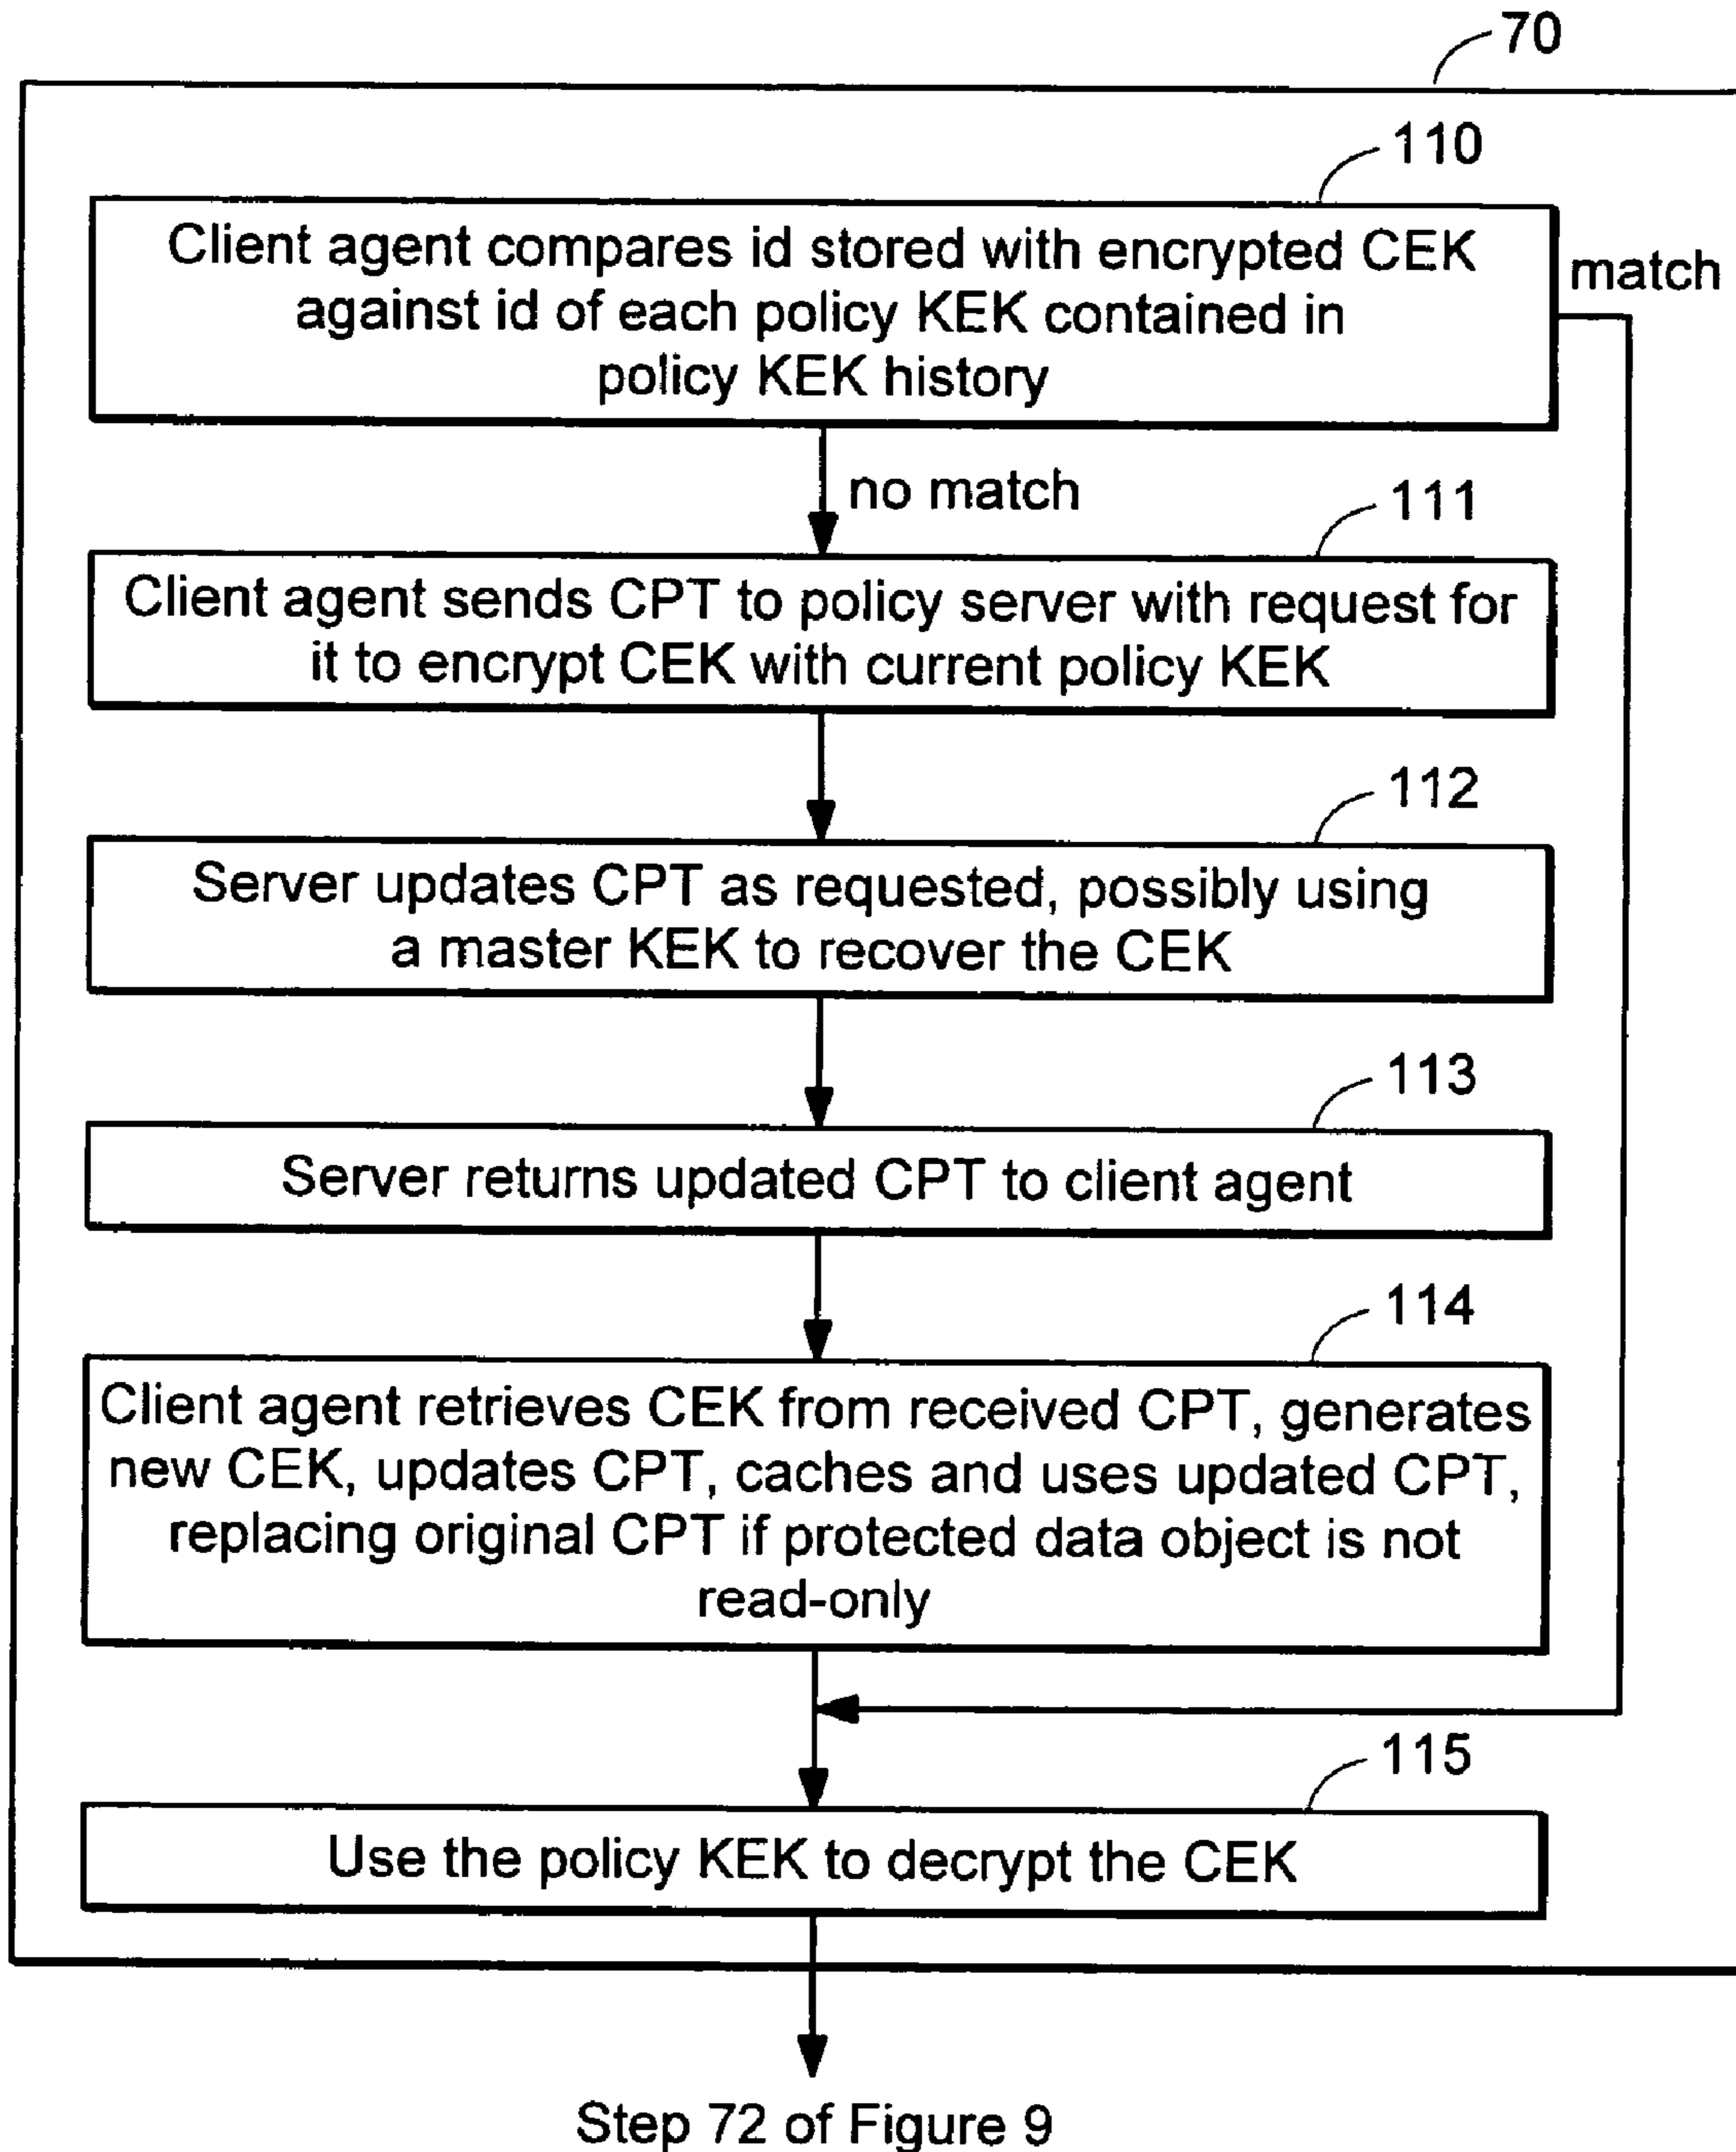 70
110
Client agent compares id stored with encrypted CEK
against id of each policy KEK contained in
policy KEK history
match
no match
111
Client agent sends CPT to policy server with request for
it to encrypt CEK with current policy KEK
112
Server updates CPT as requested, possibly using
a master KEK to recover the CEK
113
Server returns updated CPT to client agent
114
Client agent retrieves CEK from received CPT, generates
new CEK, updates CPT, caches and uses updated CPT,
replacing original CPT if protected data object is not
read-only
115
Use the policy KEK to decrypt the CEK
Step 72 of Figure 9